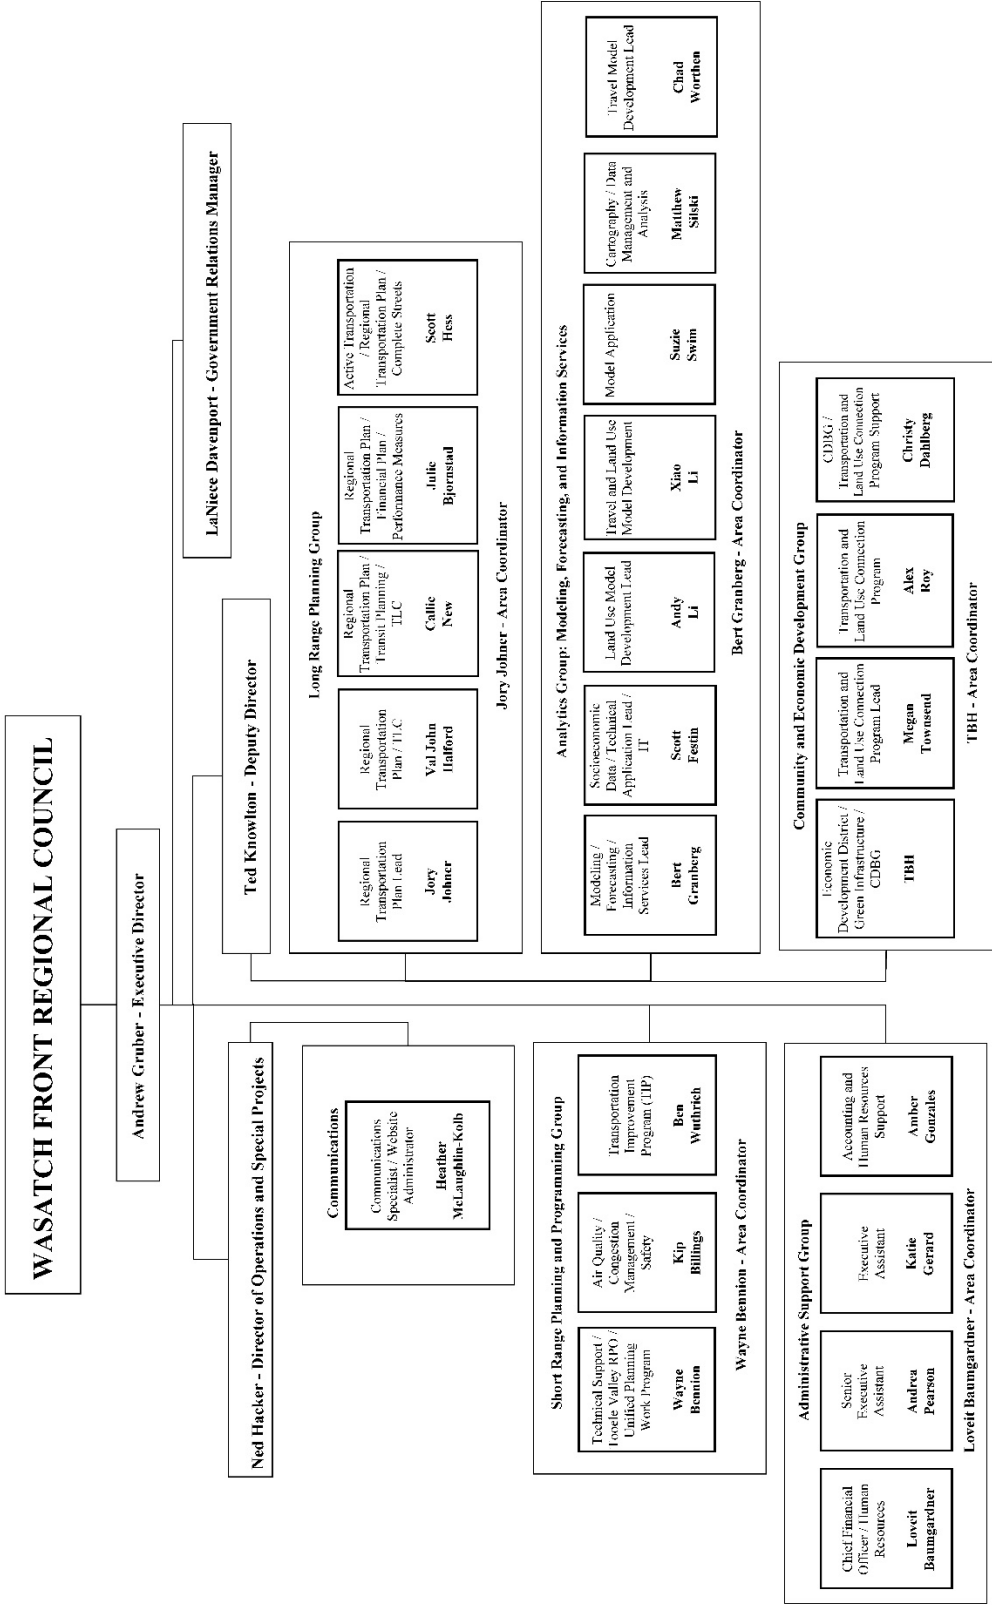 WASATCH FRONT REGIONAL COUNCIL
Andrew Gruber - Executive Director
LaNiece Davenport - Government Relations Manager
Ned Hacker - Director of Operations and Special Projects
Ted Knowlton - Deputy Director
Communications
Communications
Specialist / Website
Administrator
Heather
McLaughlin-Kolb
Long Range Planning Group
Regional
Transportation
Plan Lead
Jory
Johner
Regional
Transportation
Plan / TLC
Val John
Halford
Regional
Transportation Plan /
Transit Planning /
TLC
Callie
New
Regional
Transportation Plan /
Financial Plan /
Performance Measures
Julie
Bjornstad
Active Transportation
/ Regional
Transportation Plan /
Complete Streets
Scott
Hess
Jory Johner - Area Coordinator
Short Range Planning and Programming Group
Technical Support /
Tooele Valley RPO /
Unified Planning
Work Program
Wayne
Bennion
Air Quality /
Congestion
Management /
Safety
Kip
Billings
Transportation
Improvement
Program (TIP)
Ben
Wuthrich
Wayne Bennion - Area Coordinator
Analytics Group: Modeling, Forecasting, and Information Services
Modeling /
Forecasting /
Information
Services Lead
Bert
Granberg
Socioeconomic
Data / Technical
Application Lead /
IT
Scott
Festin
Land Use Model
Development Lead
Andy
Li
Travel and Land Use
Model Development
Xiao
Li
Model Application
Suzie
Swim
Cartography / Data
Management and
Analysis
Matthew
Silski
Travel Model
Development Lead
Chad
Worthen
Bert Granberg - Area Coordinator
Administrative Support Group
Chief Financial
Officer / Human
Resources
Loveit
Baumgardner
Senior
Executive
Assistant
Andrea
Pearson
Executive
Assistant
Katie
Gerard
Accounting and
Human Resources
Support
Amber
Gonzales
Loveit Baumgardner - Area Coordinator
Community and Economic Development Group
Economic
Development District /
Green Infrastructure /
CDBG
TBH
Transportation and
Land Use Connection
Program Lead
Megan
Townsend
Transportation and
Land Use Connection
Program
Alex
Roy
CDBG /
Transportation and
Land Use Connection
Program Support
Christy
Dahlberg
TBH - Area Coordinator